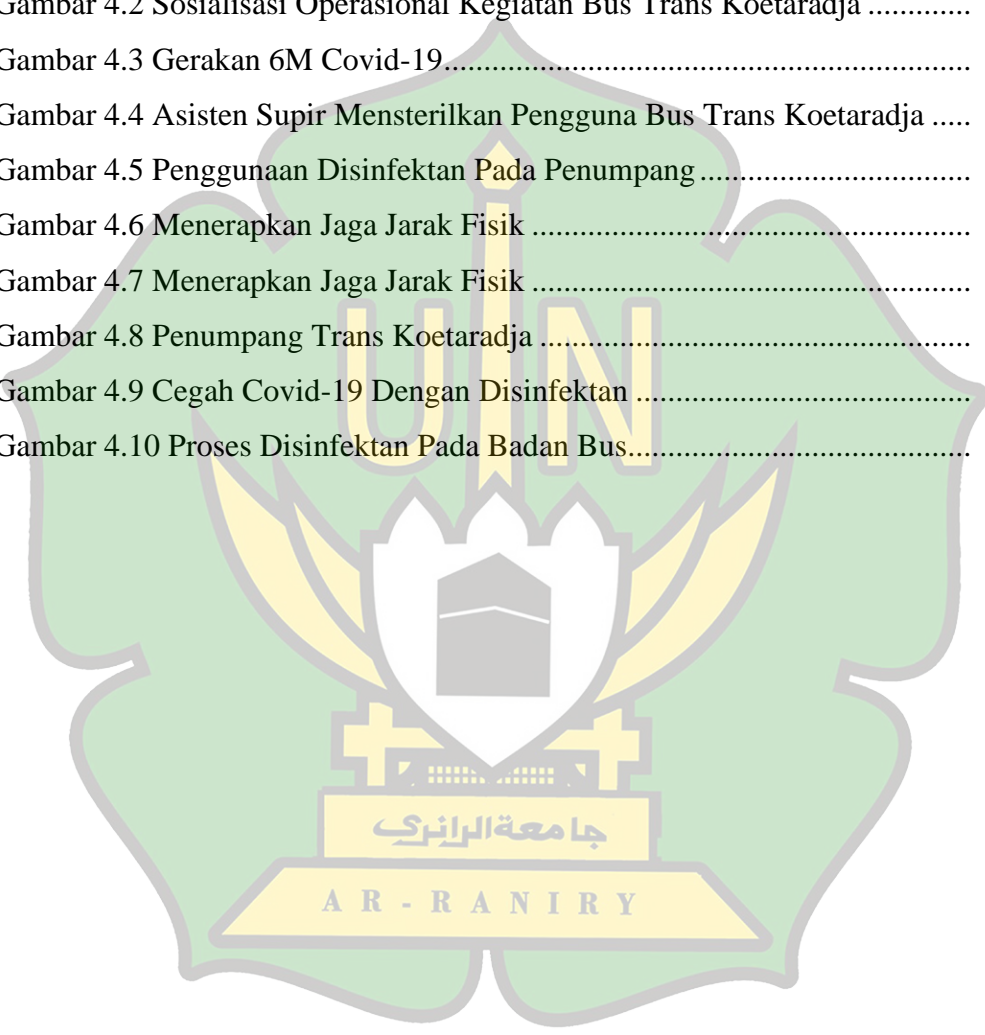 Gambar 4.2 Sosialisasi Operasional Kegiatan Bus Trans Koetaradja .............
Gambar 4.3 Gerakan 6M Covid-19......................................................................
Gambar 4.4 Asisten Supir Mensterilkan Pengguna Bus Trans Koetaradja .....
Gambar 4.5 Penggunaan Disinfektan Pada Penumpang ....................................
Gambar 4.6 Menerapkan Jaga Jarak Fisik ..........................................................
Gambar 4.7 Menerapkan Jaga Jarak Fisik ..........................................................
Gambar 4.8 Penumpang Trans Koetaradja .........................................................
Gambar 4.9 Cegah Covid-19 Dengan Disinfektan ............................................
Gambar 4.10 Proses Disinfektan Pada Badan Bus.............................................
UIN
جامعة الرانري
AR-RANIRY